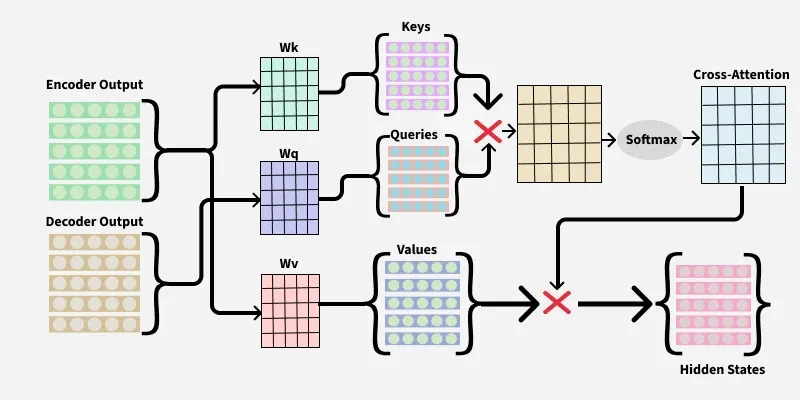 Keys
Wk
Encoder Output
Cross-Attention
Queries
Softmax
Wq
Decoder Output
Values
Wv
Hidden States